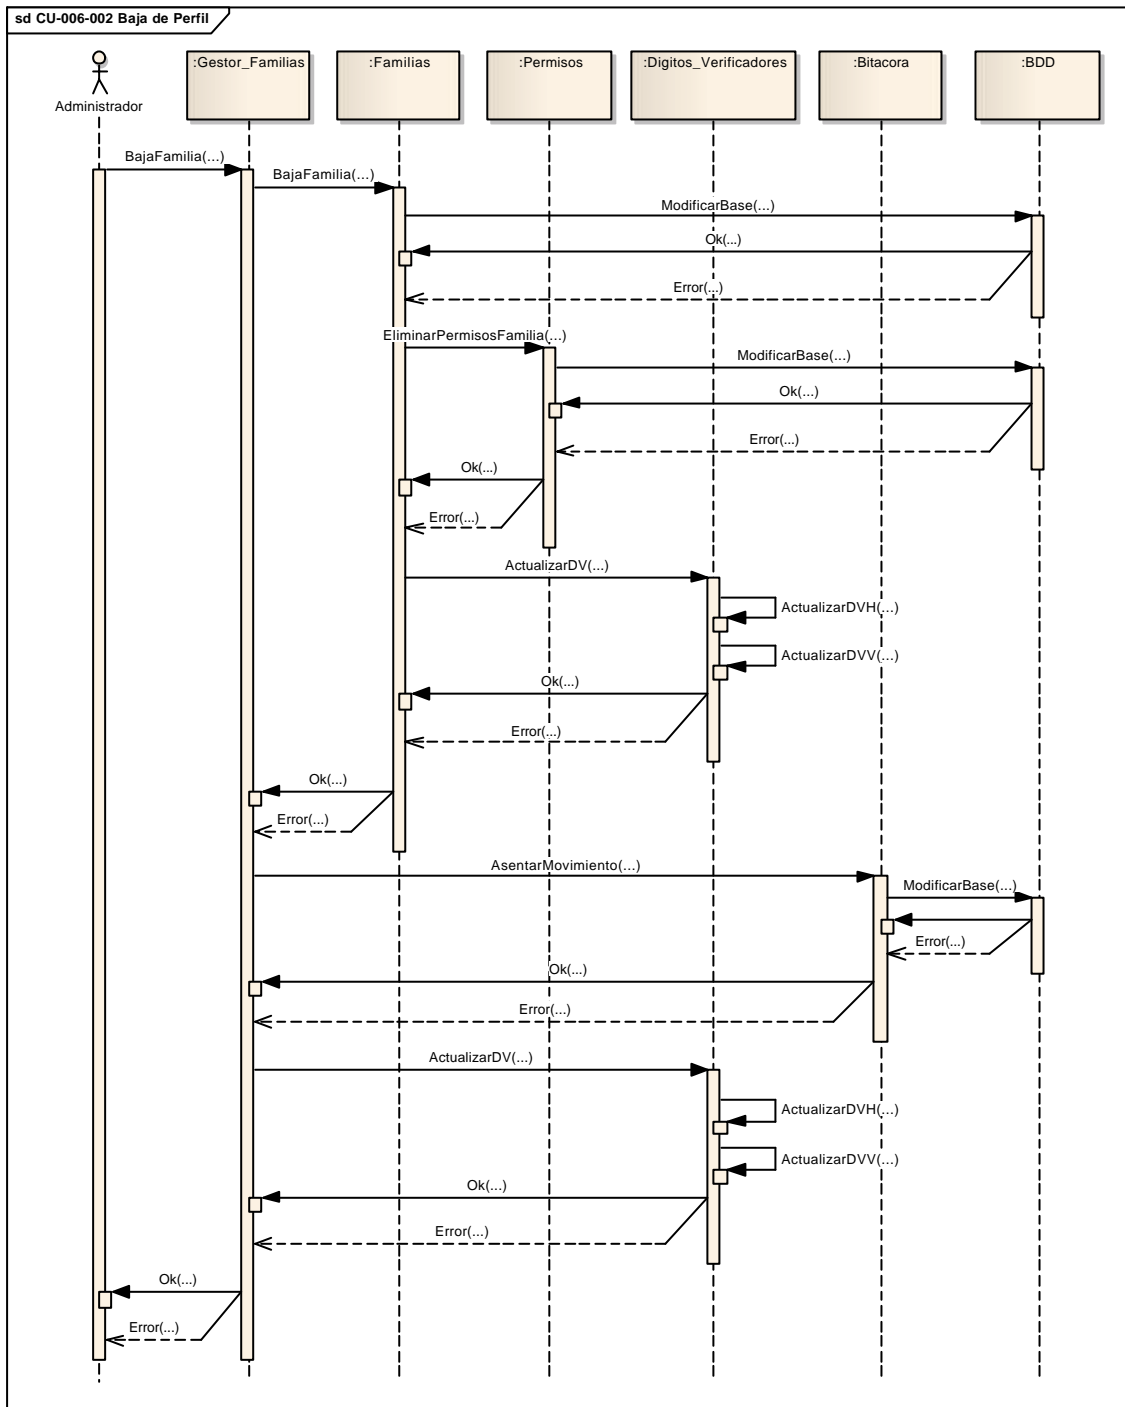 sd CU-006-002 Baja de Perfil
:Gestor_Familias
:Familias
:Permisos
:Digitos_Verificadores
:Bitacora
:BDD
Administrador
BajaFamilia(...)
BajaFamilia(...)
ModificarBase(...)
Ok(...)
Error(...)
EliminarPermisosFamilia(...)
ModificarBase(...)
Ok(...)
Error(...)
Ok(...)
Error(...)
ActualizarDV(...)
ActualizarDVH(...)
ActualizarDVV(...)
Ok(...)
Error(...)
Ok(...)
Error(...)
AsentarMovimiento(...)
ModificarBase(...)
Error(...)
Ok(...)
Error(...)
ActualizarDV(...)
ActualizarDVH(...)
ActualizarDVV(...)
Ok(...)
Error(...)
Ok(...)
Error(...)